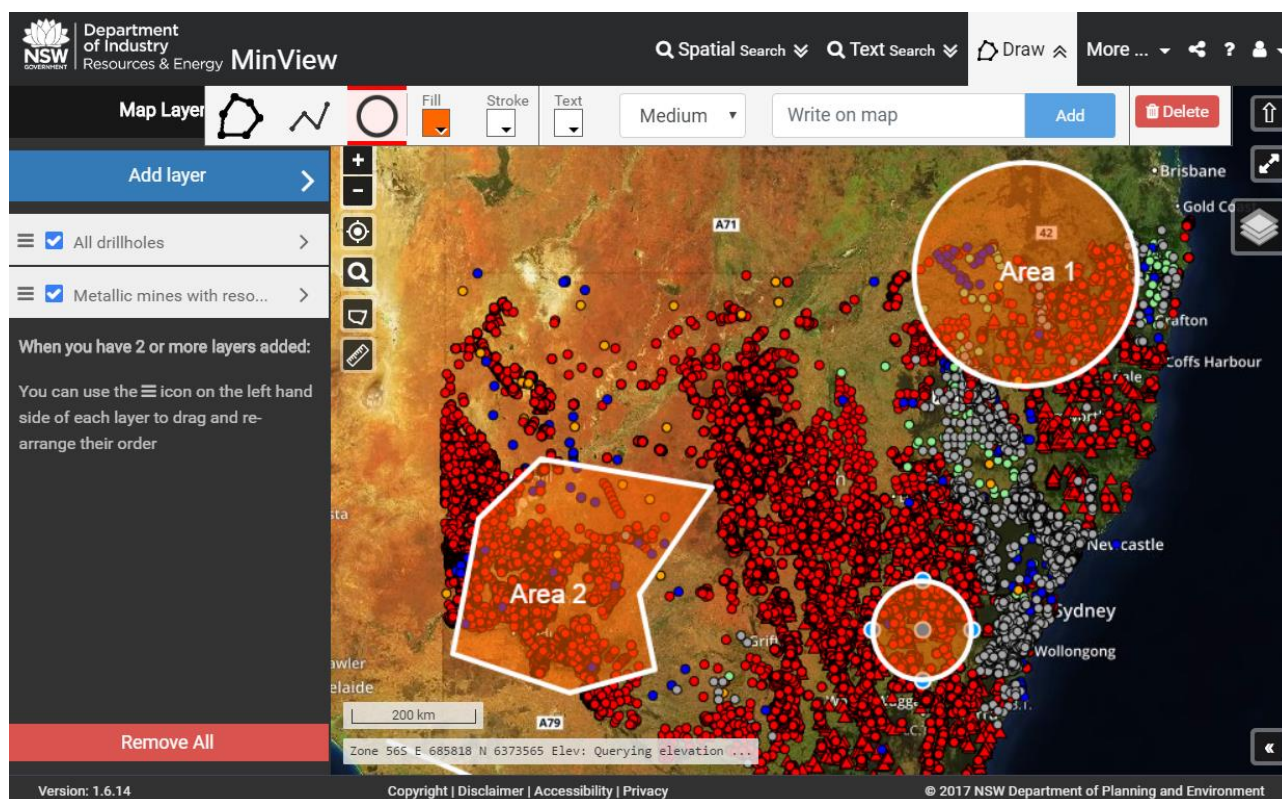 Department
of Industry
Resources & Energy MinView
NSW
GOVERNMENT
Spatial Search
Text Search
Draw
More ...
?
Map Layer
Fill
Stroke
Text
Medium
Write on map
Add
Delete
Add layer
All drillholes
Metallic mines with reso...
When you have 2 or more layers added:
You can use the ☰ icon on the left hand
side of each layer to drag and re-
arrange their order
Remove All
+
−
Brisbane
Gold Coast
A71
42
Area 1
Grafton
Coffs Harbour
Area 2
Newcastle
Sydney
Wollongong
Griff
200 km
A79
Zone 56S E 685818 N 6373565 Elev: Querying elevation ...
Version: 1.6.14
Copyright | Disclaimer | Accessibility | Privacy
© 2017 NSW Department of Planning and Environment